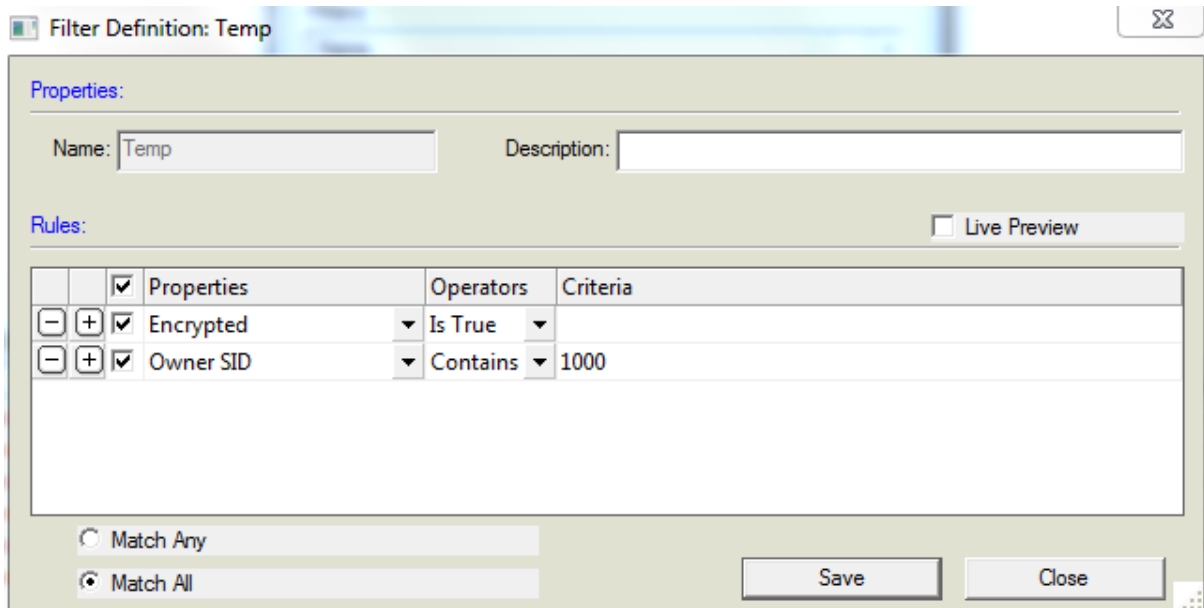 Filter Definition: Temp
Properties:
Name: Temp Description:
Rules: Live Preview
Properties Operators Criteria
Encrypted Is True
Owner SID Contains 1000
Match Any
Match All
Save Close